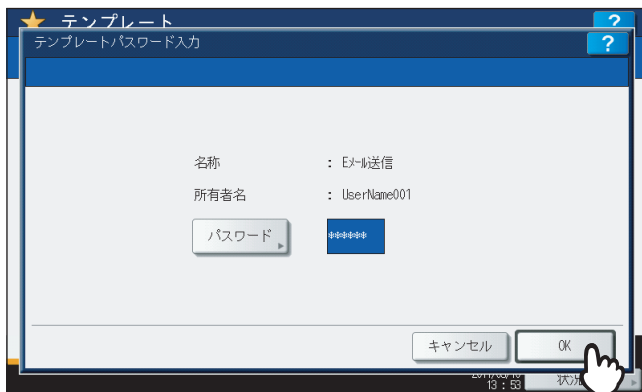 テンプレート
?
テンプレートパスワード入力
?
名称 : Eメール送信
所有者名 : UserName001
パスワード ******
キャンセル OK
13:53